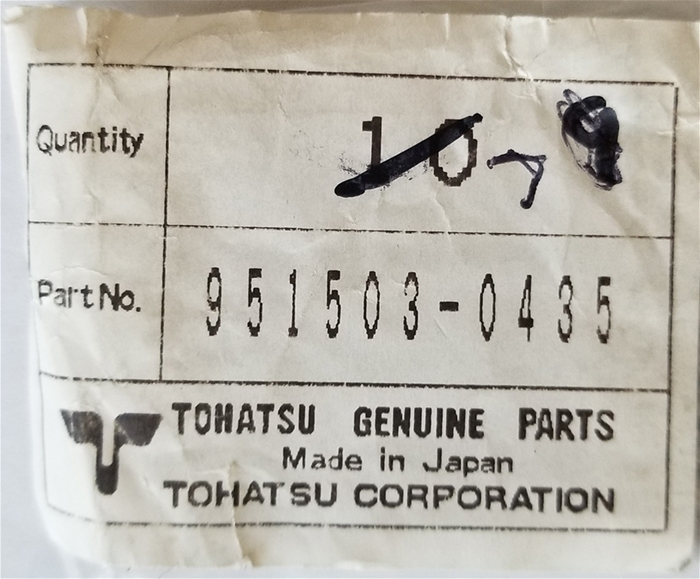 Quantity 10 7
Part No. 951503-0435
TOHATSU GENUINE PARTS
Made in Japan
TOHATSU CORPORATION